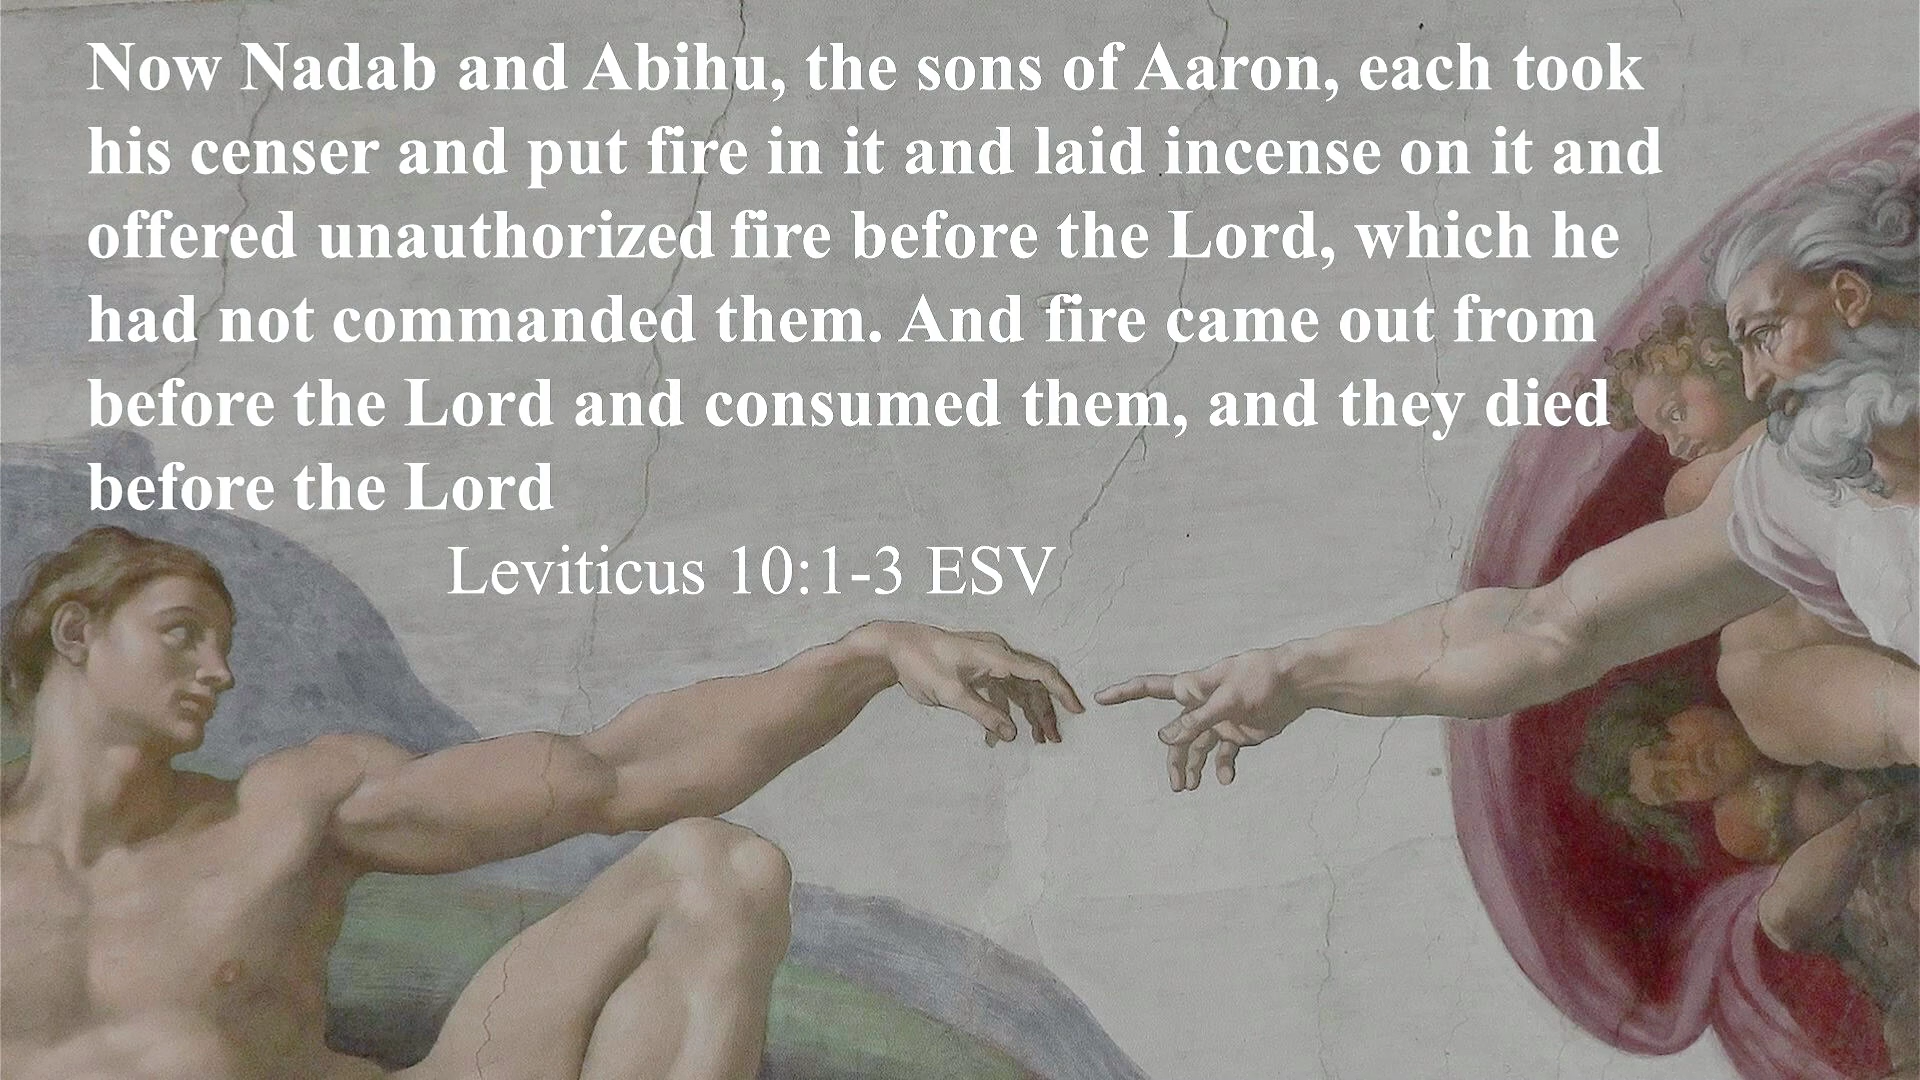 Now Nadab and Abihu, the sons of Aaron, each took
his censer and put fire in it and laid incense on it and
offered unauthorized fire before the Lord, which he
had not commanded them. And fire came out from
before the Lord and consumed them, and they died
before the Lord
Leviticus 10:1-3 ESV